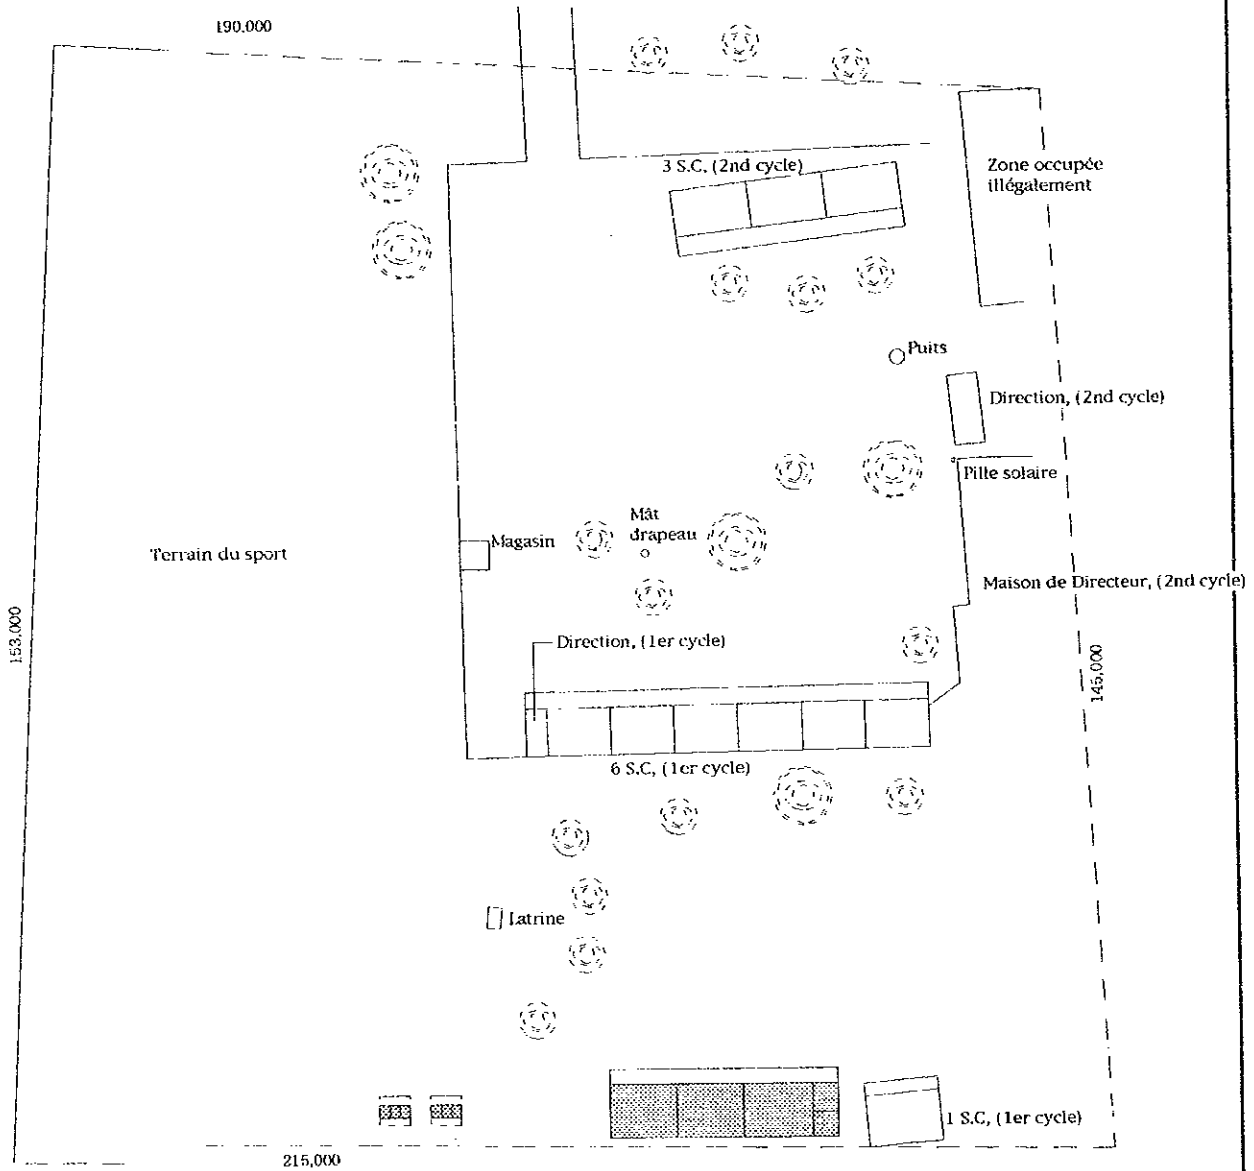 190,000
3 S.C, (2nd cycle)
Zone occupée
illégalement
Puits
Direction, (2nd cycle)
Pille solaire
Mât
drapeau
Magasin
Terrain du sport
Maison de Directeur, (2nd cycle)
153,000
Direction, (1er cycle)
145,000
6 S.C, (1er cycle)
Latrine
1 S.C, (1er cycle)
215,000